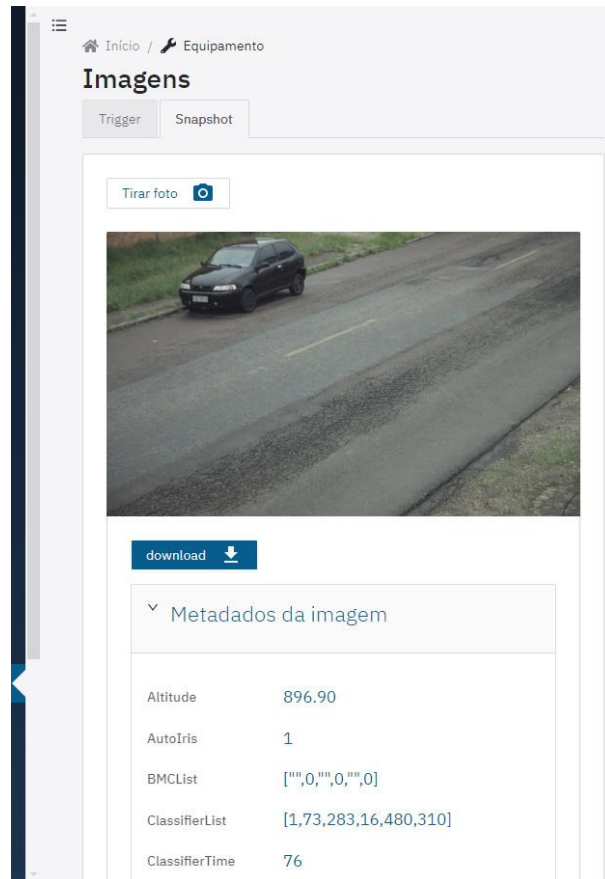 Início / Equipamento
Imagens
Trigger Snapshot
Tirar foto
download
Metadados da imagem
Altitude 896.90
AutoIris 1
BMCList ["",0,"",0,"",0]
ClassifierList [1,73,283,16,480,310]
ClassifierTime 76